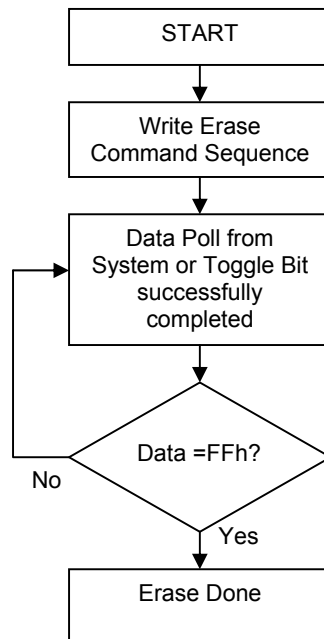 START
Write Erase
Command Sequence
Data Poll from
System or Toggle Bit
successfully
completed
Data =FFh?
No
Yes
Erase Done